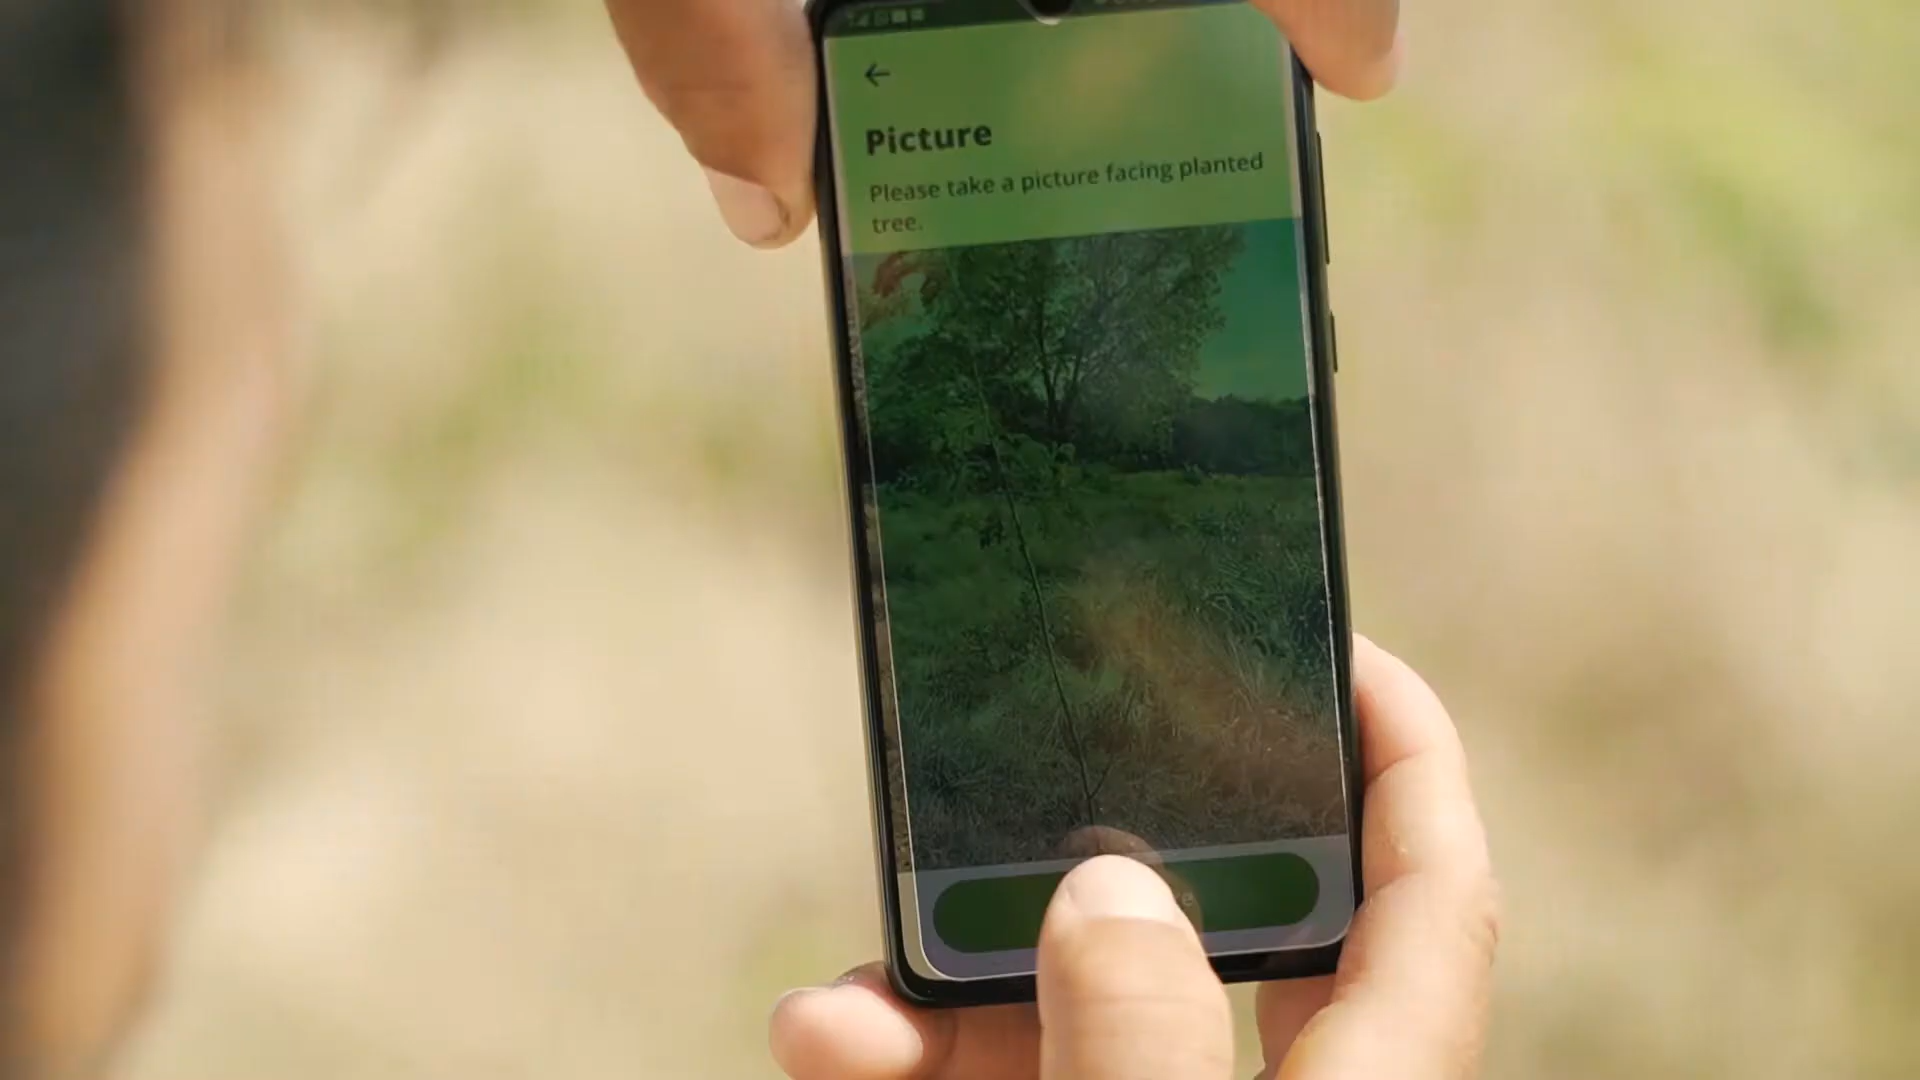 Picture
Please take a picture facing planted
tree.